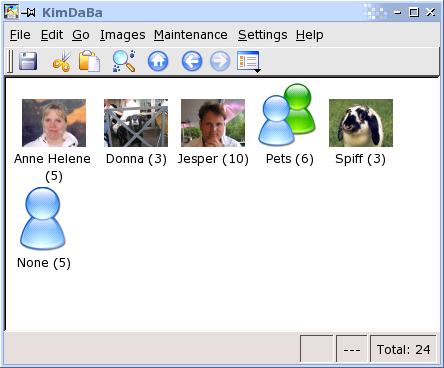 KimDaBa
File Edit Go Images Maintenance Settings Help
Anne Helene
(5)
Donna (3)
Jesper (10)
Pets (6)
Spiff (3)
None (5)
---
Total: 24